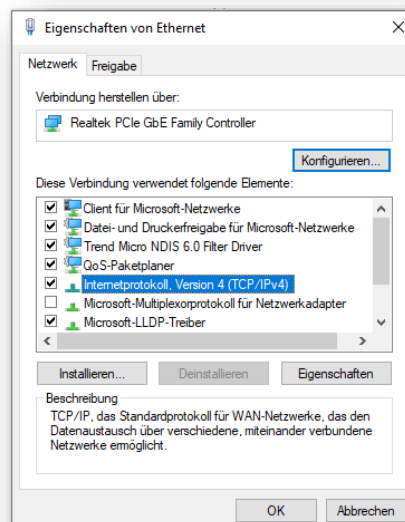 Eigenschaften von Ethernet
Netzwerk Freigabe
Verbindung herstellen über:
Realtek PCIe GbE Family Controller
Konfigurieren...
Diese Verbindung verwendet folgende Elemente:
Client für Microsoft-Netzwerke
Datei- und Druckerfreigabe für Microsoft-Netzwerke
Trend Micro NDIS 6.0 Filter Driver
QoS-Paketplaner
Internetprotokoll, Version 4 (TCP/IPv4)
Microsoft-Multiplexorprotokoll für Netzwerkadapter
Microsoft-LLDP-Treiber
Installieren... Deinstallieren Eigenschaften
Beschreibung
TCP/IP, das Standardprotokoll für WAN-Netzwerke, das den
Datenaustausch über verschiedene, miteinander verbundene
Netzwerke ermöglicht.
OK Abbrechen